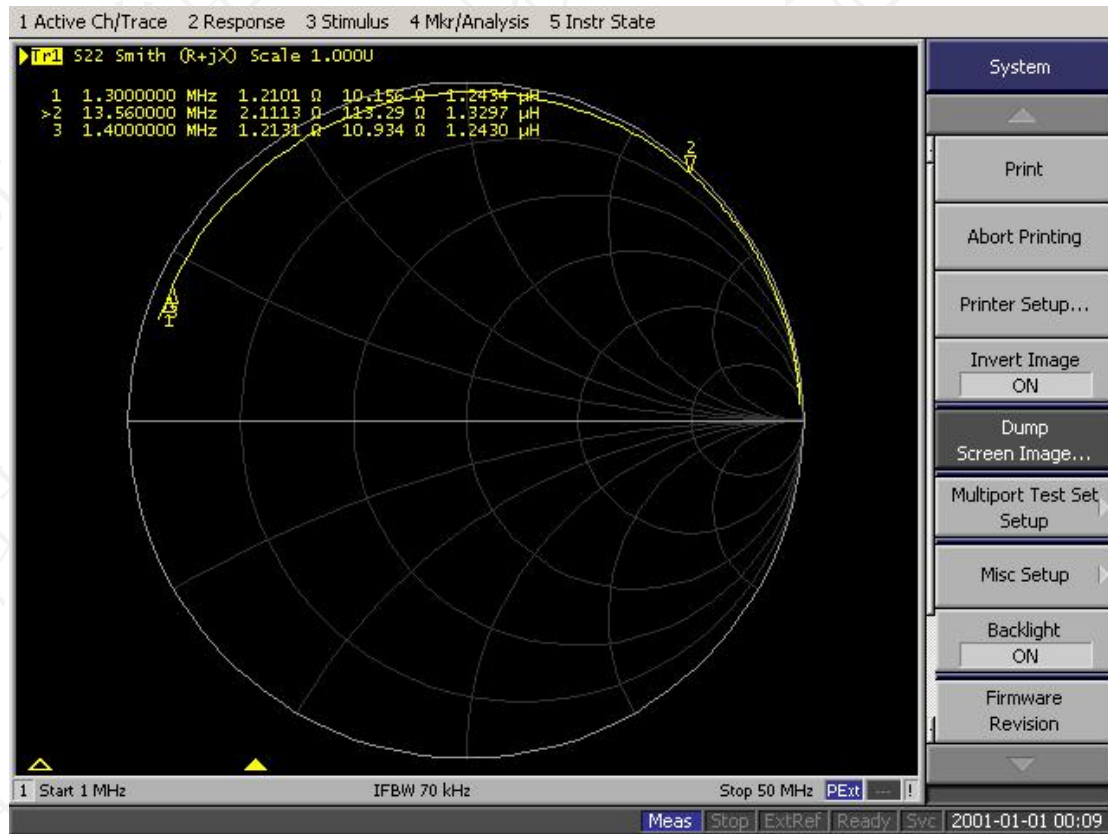 1 Active Ch/Trace 2 Response 3 Stimulus 4 Mkr/Analysis 5 Instr State
Tr1 S22 Smith (R+jX) Scale 1.000U
1 1.3000000 MHz 1.2101 Ω 10.156 Ω 1.2434 µH
>2 13.560000 MHz 2.1113 Ω 113.29 Ω 1.3297 µH
3 1.4000000 MHz 1.2131 Ω 10.934 Ω 1.2430 µH
2
1
System
Print
Abort Printing
Printer Setup...
Invert Image
ON
Dump
Screen Image...
Multiport Test Set
Setup
Misc Setup
Backlight
ON
Firmware
Revision
1 Start 1 MHz IFBW 70 kHz Stop 50 MHz PExt --- !
Meas Stop ExtRef Ready Svc 2001-01-01 00:09